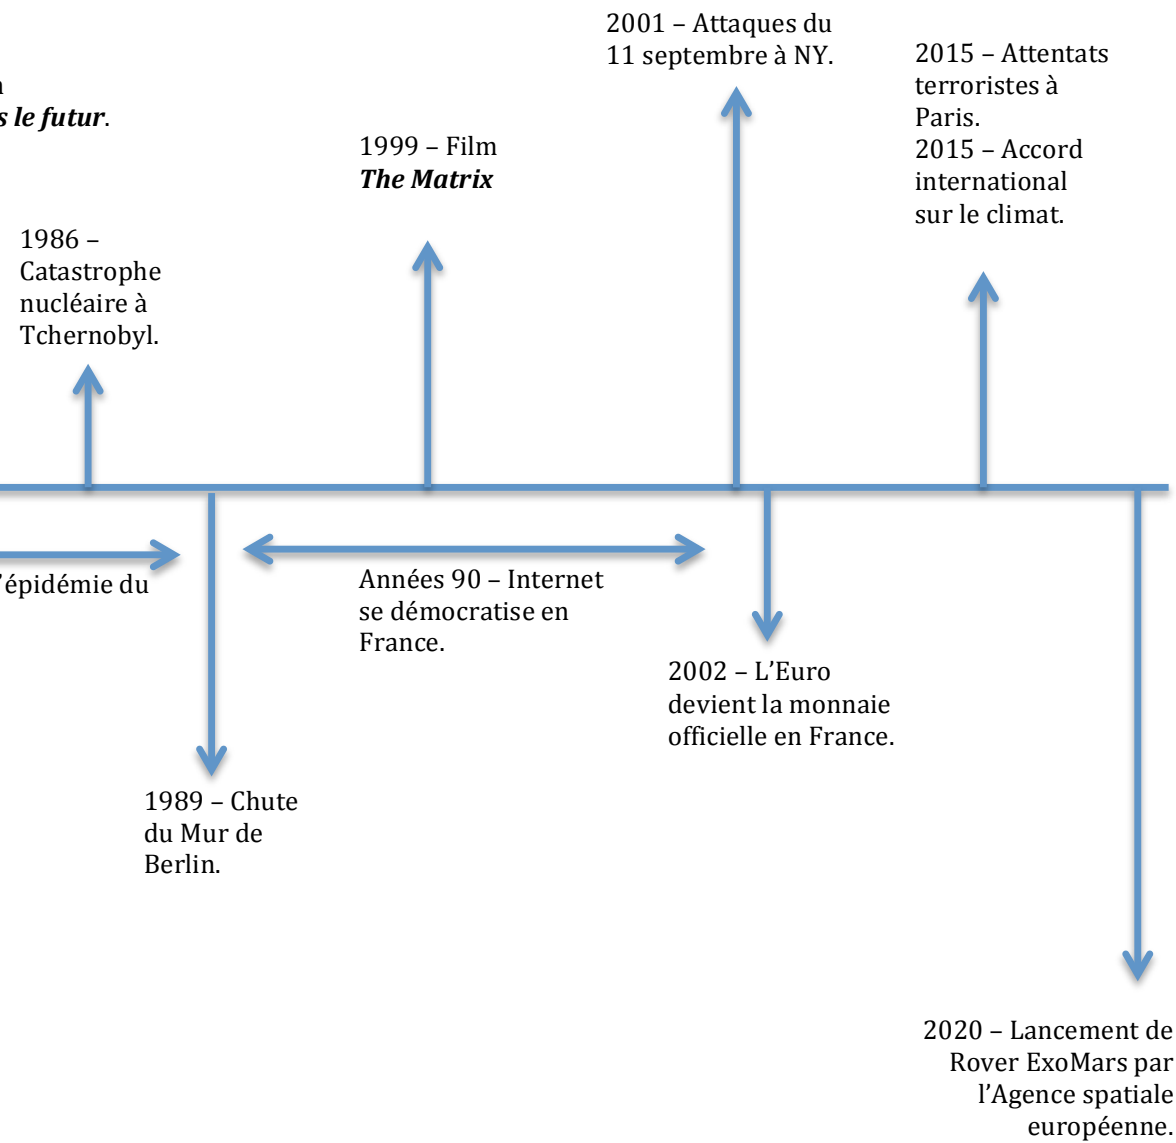 2001 – Attaques du
11 septembre à NY.
2015 – Attentats
terroristes à
Paris.
2015 – Accord
international
sur le climat.
le futur.
1999 – Film
The Matrix
1986 –
Catastrophe
nucléaire à
Tchernobyl.
'épidémie du
Années 90 – Internet
se démocratise en
France.
2002 – L'Euro
devient la monnaie
officielle en France.
1989 – Chute
du Mur de
Berlin.
2020 – Lancement de
Rover ExoMars par
l'Agence spatiale
européenne.